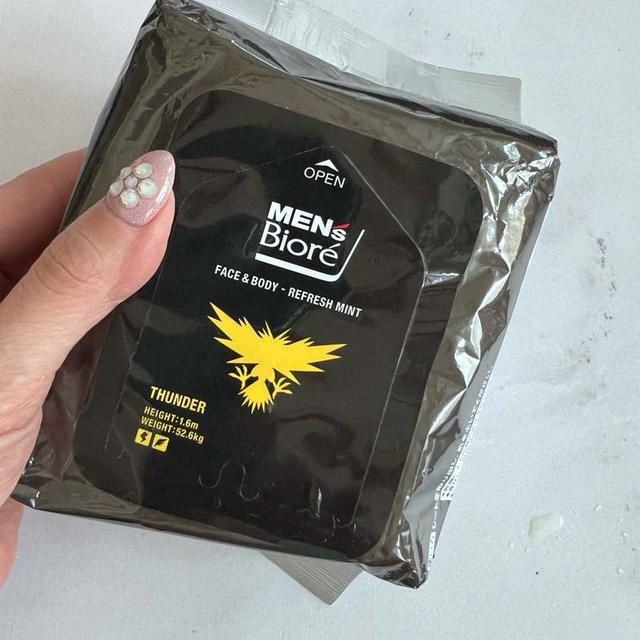 OPEN
MEN's
Bioré
FACE & BODY - REFRESH MINT
THUNDER
HEIGHT:1.6m
WEIGHT:52.6kg